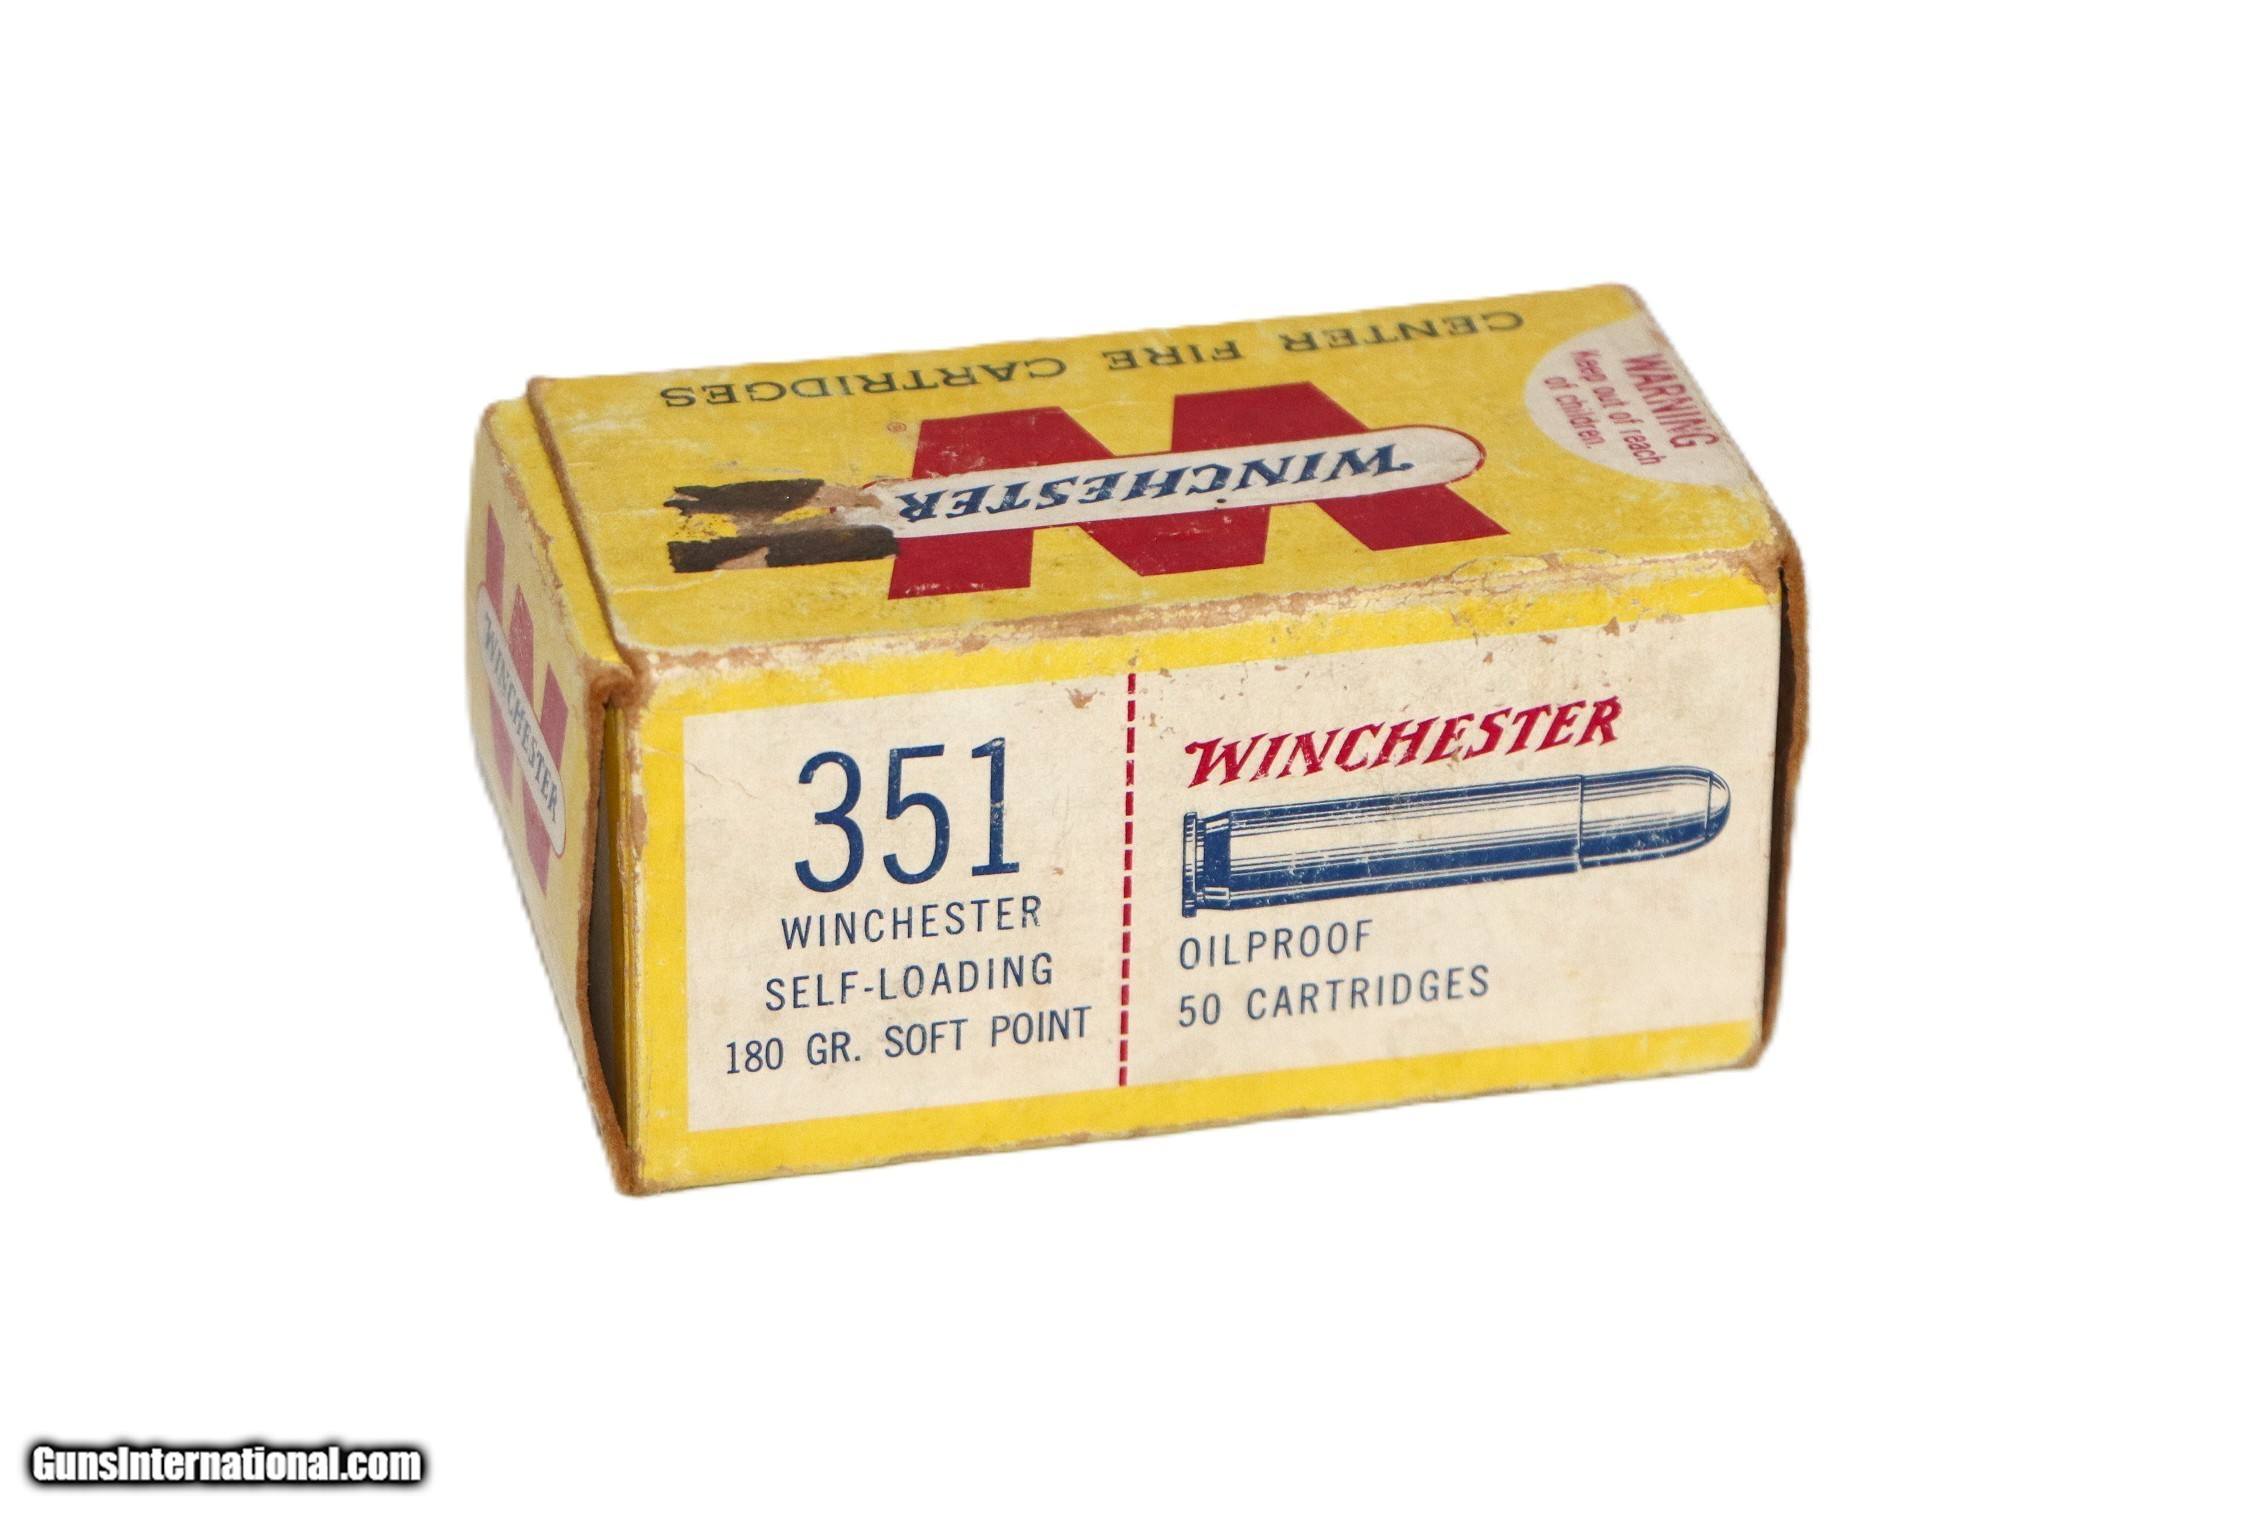 CENTER FIRE CARTRIDGES
®
WINCHESTER
WARNING
Keep out of reach
of children.
WINCHESTER
351
WINCHESTER
SELF-LOADING
180 GR. SOFT POINT
WINCHESTER
OILPROOF
50 CARTRIDGES
GunsInternational.com